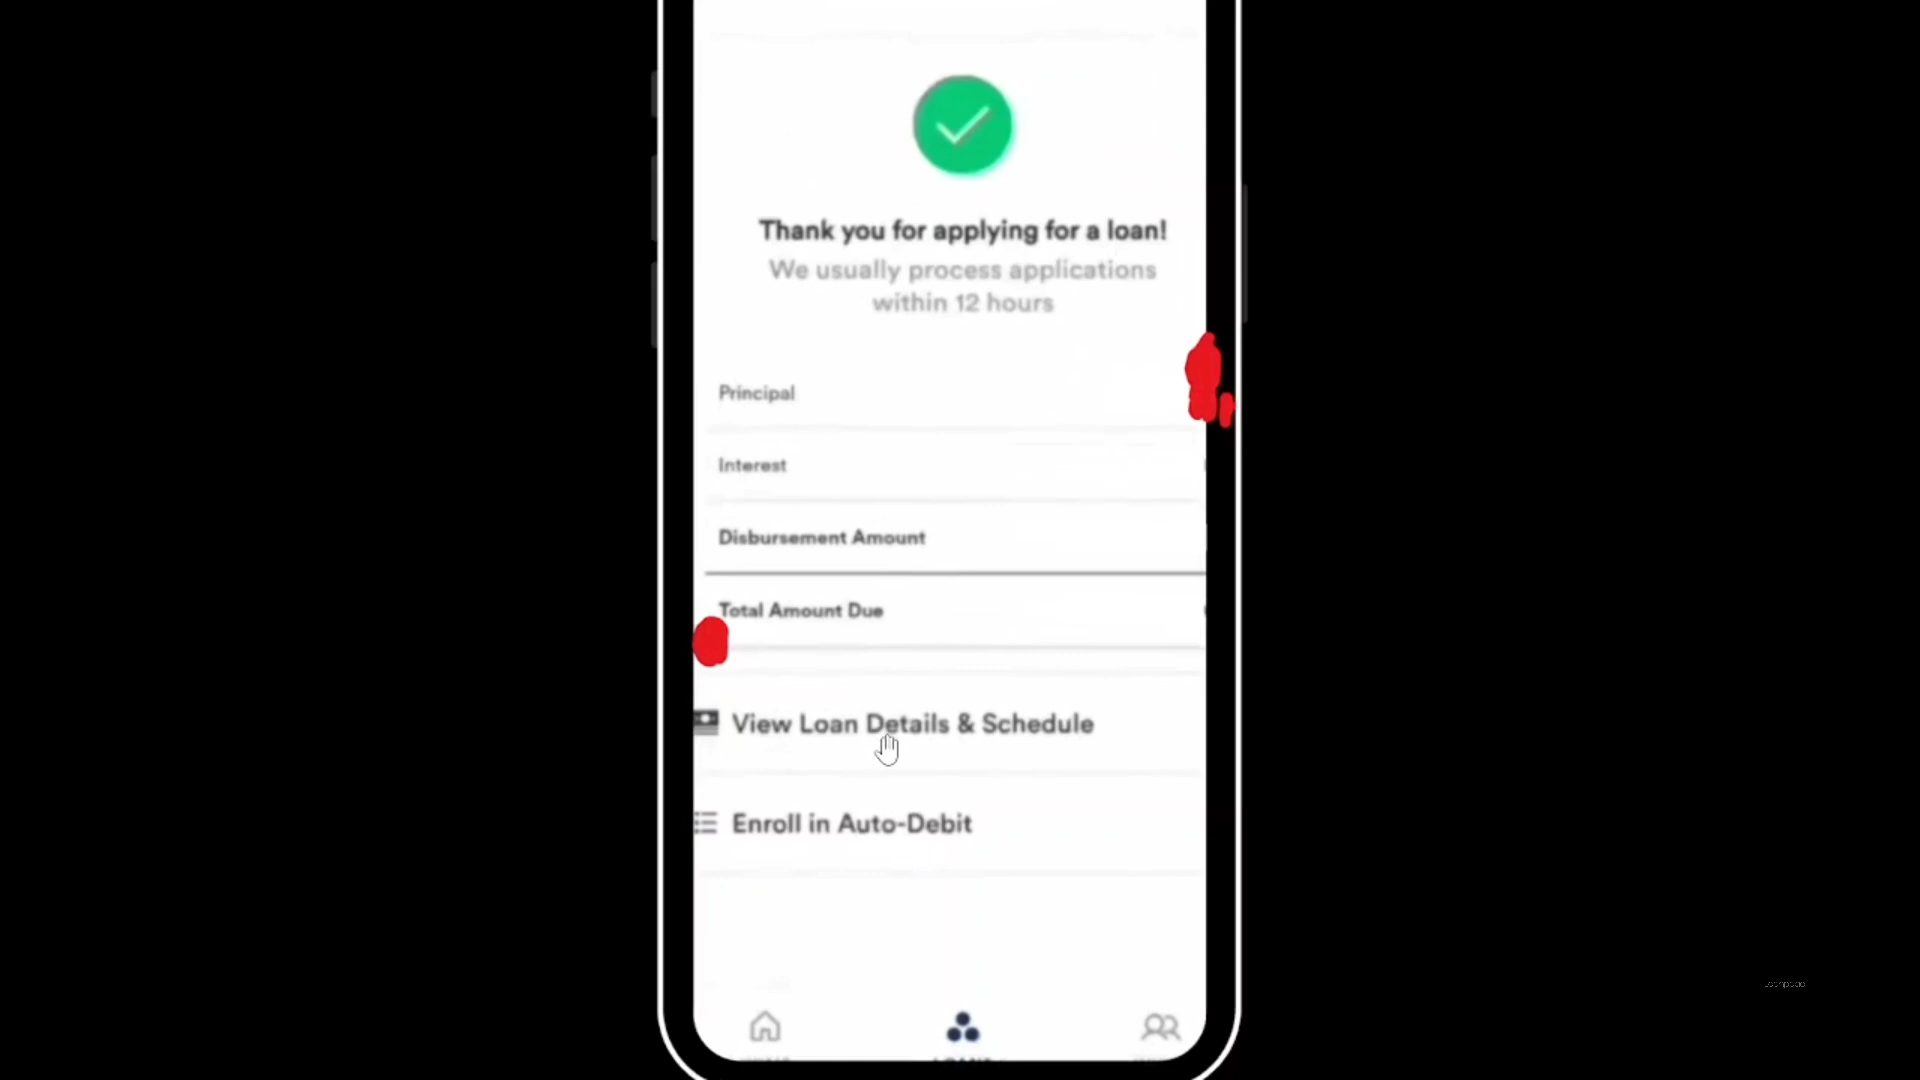 Thank you for applying for a loan!
We usually process applications
within 12 hours
Principal
Interest
Disbursement Amount
Total Amount Due
View Loan Details & Schedule
Enroll in Auto-Debit